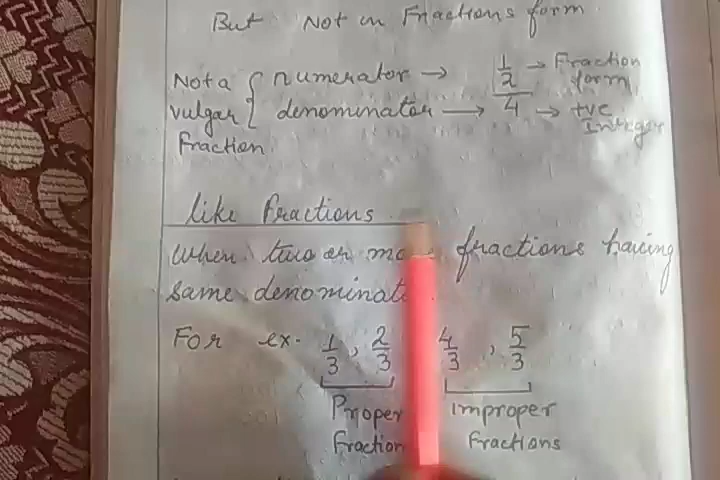 But Not in Fractions form
Not a { numerator → 1/2 → Fraction form
vulgar { denominator → 4 → +ve Integer
fraction
like fractions
When two or more fractions having
same denominator.
For ex. 1/3, 2/3 4/3, 5/3
Proper Improper
fraction fractions